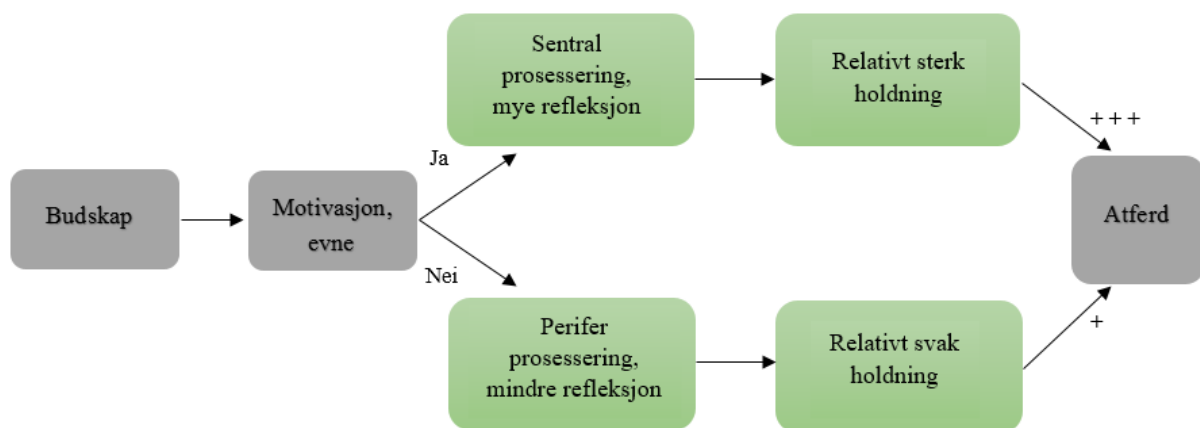 Budskap
Motivasjon,
evne
Ja
Sentral
prosessering,
mye refleksjon
Relativt sterk
holdning
+ + +
Nei
Perifer
prosessering,
mindre refleksjon
Relativt svak
holdning
+
Atferd